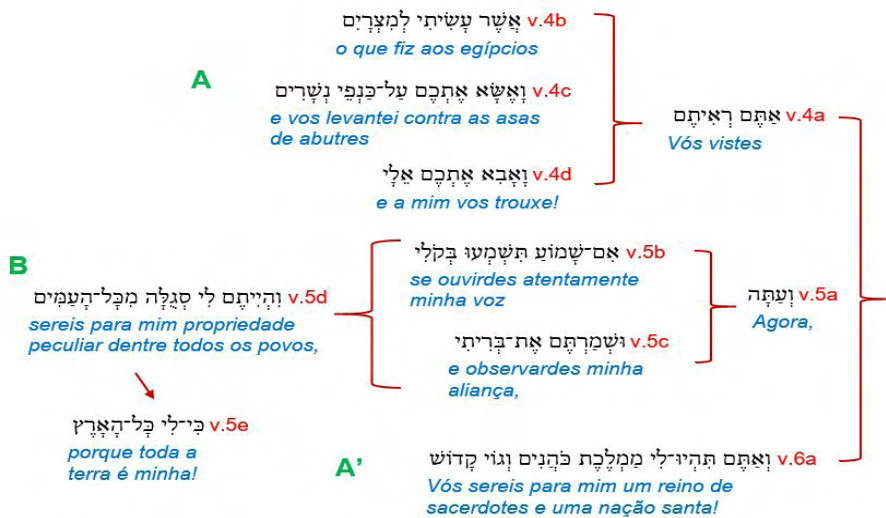 אֲשֶׁר עָשִׂיתִי לְמִצְרָיִם v.4b
o que fiz aos egípcios
A
וָאֶשָּׂא אֶתְכֶם עַל־כַּנְפֵי נְשָׁרִים v.4c
e vos levantei contra as asas
de abutres
אַתֶּם רְאִיתֶם v.4a
Vós vistes
וָאָבִא אֶתְכֶם אֵלָי v.4d
e a mim vos trouxe!
B
אִם־שָׁמוֹעַ תִּשְׁמְעוּ בְּקֹלִי v.5b
se ouvirdes atentamente
minha voz
וִהְיִיתֶם לִי סְגֻלָּה מִכָּל־הָעַמִּים v.5d
sereis para mim propriedade
peculiar dentre todos os povos,
וְעַתָּה v.5a
Agora,
וּשְׁמַרְתֶּם אֶת־בְּרִיתִי v.5c
e observardes minha
aliança,
כִּי־לִי כָּל־הָאָרֶץ v.5e
porque toda a
terra é minha!
A’
וְאַתֶּם תִּהְיוּ־לִי מַמְלֶכֶת כֹּהֲנִים וְגוֹי קָדוֹשׁ v.6a
Vós sereis para mim um reino de
sacerdotes e uma nação santa!